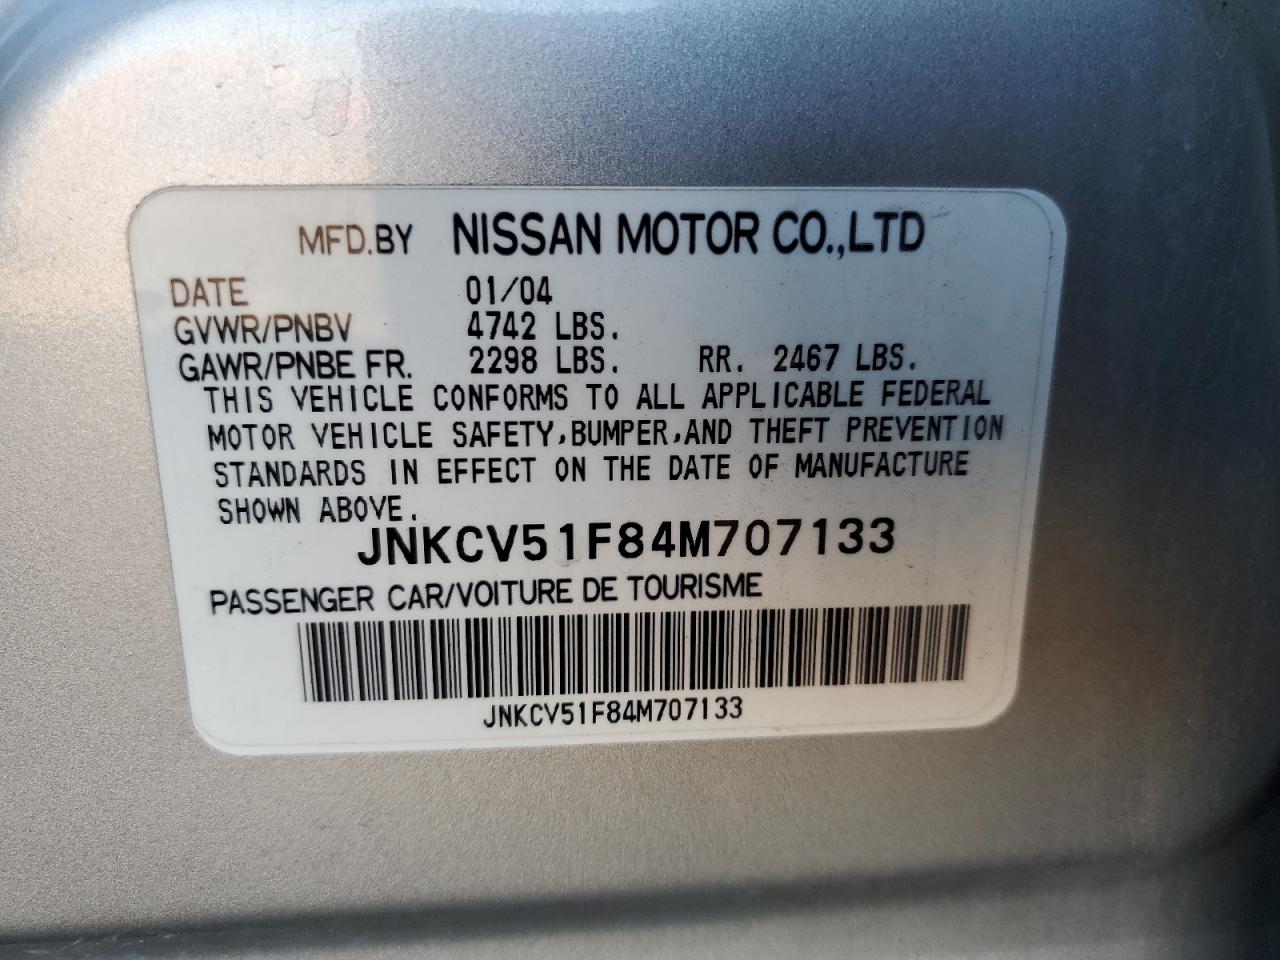 MFD.BY NISSAN MOTOR CO.,LTD
DATE 01/04
GVWR/PNBV 4742 LBS.
GAWR/PNBE FR. 2298 LBS. RR. 2467 LBS.
THIS VEHICLE CONFORMS TO ALL APPLICABLE FEDERAL
MOTOR VEHICLE SAFETY,BUMPER,AND THEFT PREVENTION
STANDARDS IN EFFECT ON THE DATE OF MANUFACTURE
SHOWN ABOVE.
JNKCV51F84M707133
PASSENGER CAR/VOITURE DE TOURISME
JNKCV51F84M707133